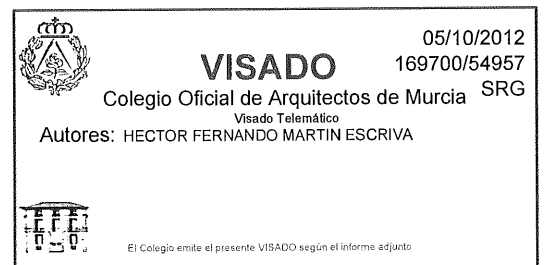 05/10/2012
VISADO 169700/54957
Colegio Oficial de Arquitectos de Murcia SRG
Visado Telemático
Autores: HECTOR FERNANDO MARTIN ESCRIVA
El Colegio emite el presente VISADO según el informe adjunto